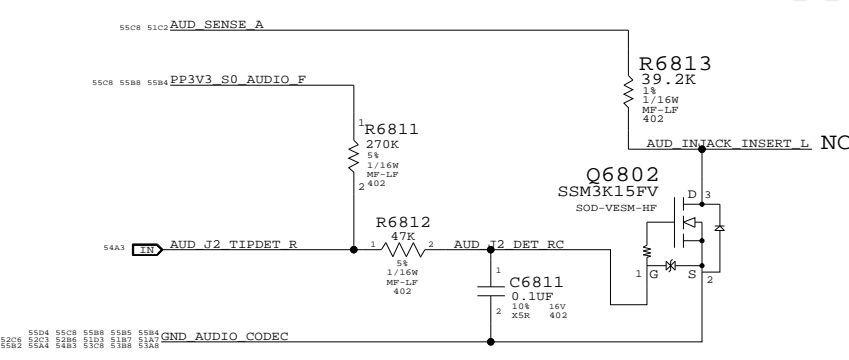 55C8 51C2 AUD_SENSE_A
R6813
39.2K
1%
1/16W
MF-LF
402
55C8 55B8 55B4 PP3V3_S0_AUDIO_F
1
R6811
270K
5%
1/16W
MF-LF
2 402
AUD_INJACK_INSERT_L NO
Q6802
SSM3K15FV
SOD-VESM-HF
D 3
R6812
47K
54A3 IN AUD_J2_TIPDET_R
1 2
AUD_J2_DET_RC
5%
1/16W
MF-LF
402
1 G S 2
1
C6811
0.1UF
10% 16V
2 X5R 402
55D4 55C8 55B8 55B5 55B4
52C6 52C3 52B6 51D3 51B7 51A7 GND_AUDIO_CODEC
55B2 55A4 54B3 53C8 53B8 53A8